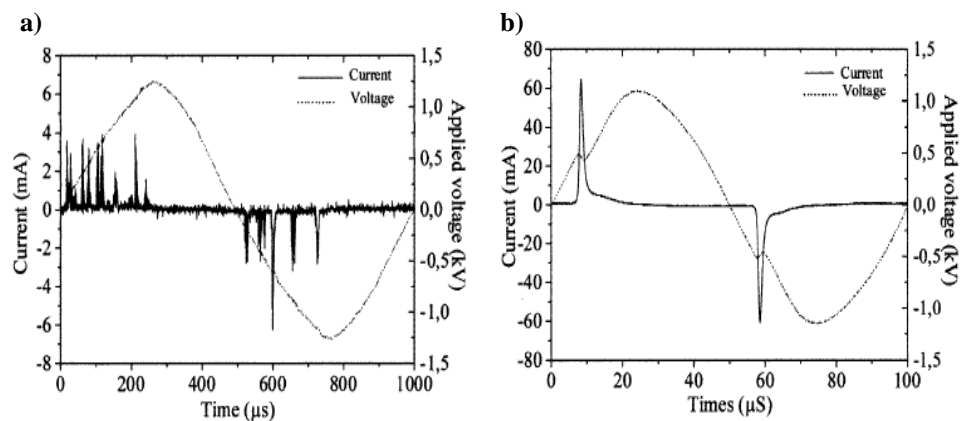 a)
8
6
4
2
0
-2
-4
-6
-8
Current (mA)
0 200 400 600 800 1000
Time (µs)
1,5
1,0
0,5
0,0
-0,5
-1,0
-1,5
Applied voltage (kV)
Current
Voltage
b)
80
60
40
20
0
-20
-40
-60
-80
Current (mA)
0 20 40 60 80 100
Times (µS)
1,5
1,0
0,5
0,0
-0,5
-1,0
-1,5
Applied voltage (kV)
Current
Voltage